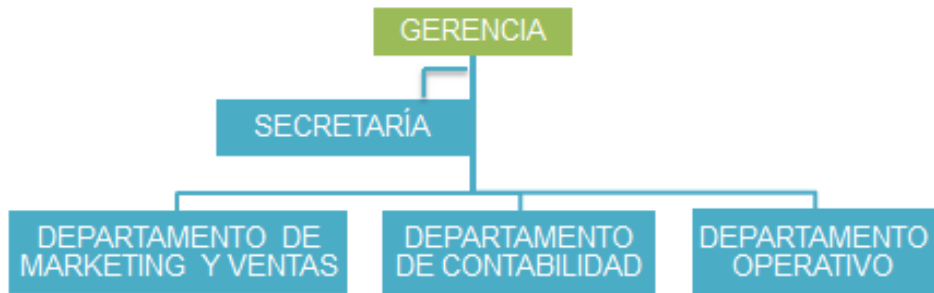 GERENCIA
SECRETARÍA
DEPARTAMENTO DE
MARKETING Y VENTAS
DEPARTAMENTO
DE CONTABILIDAD
DEPARTAMENTO
OPERATIVO